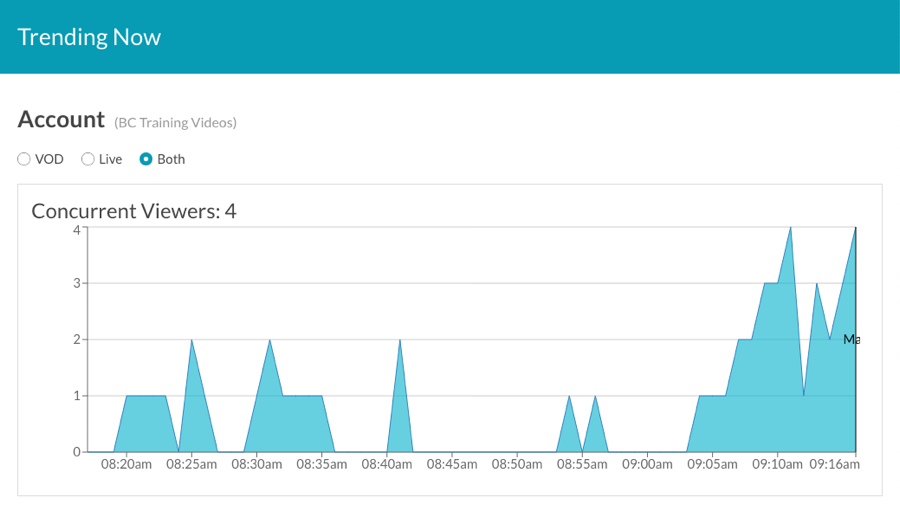 Trending Now
Account (BC Training Videos)
VOD Live Both
Concurrent Viewers: 4
4
3
2
Ma
1
0
08:20am 08:25am 08:30am 08:35am 08:40am 08:45am 08:50am 08:55am 09:00am 09:05am 09:10am 09:16am